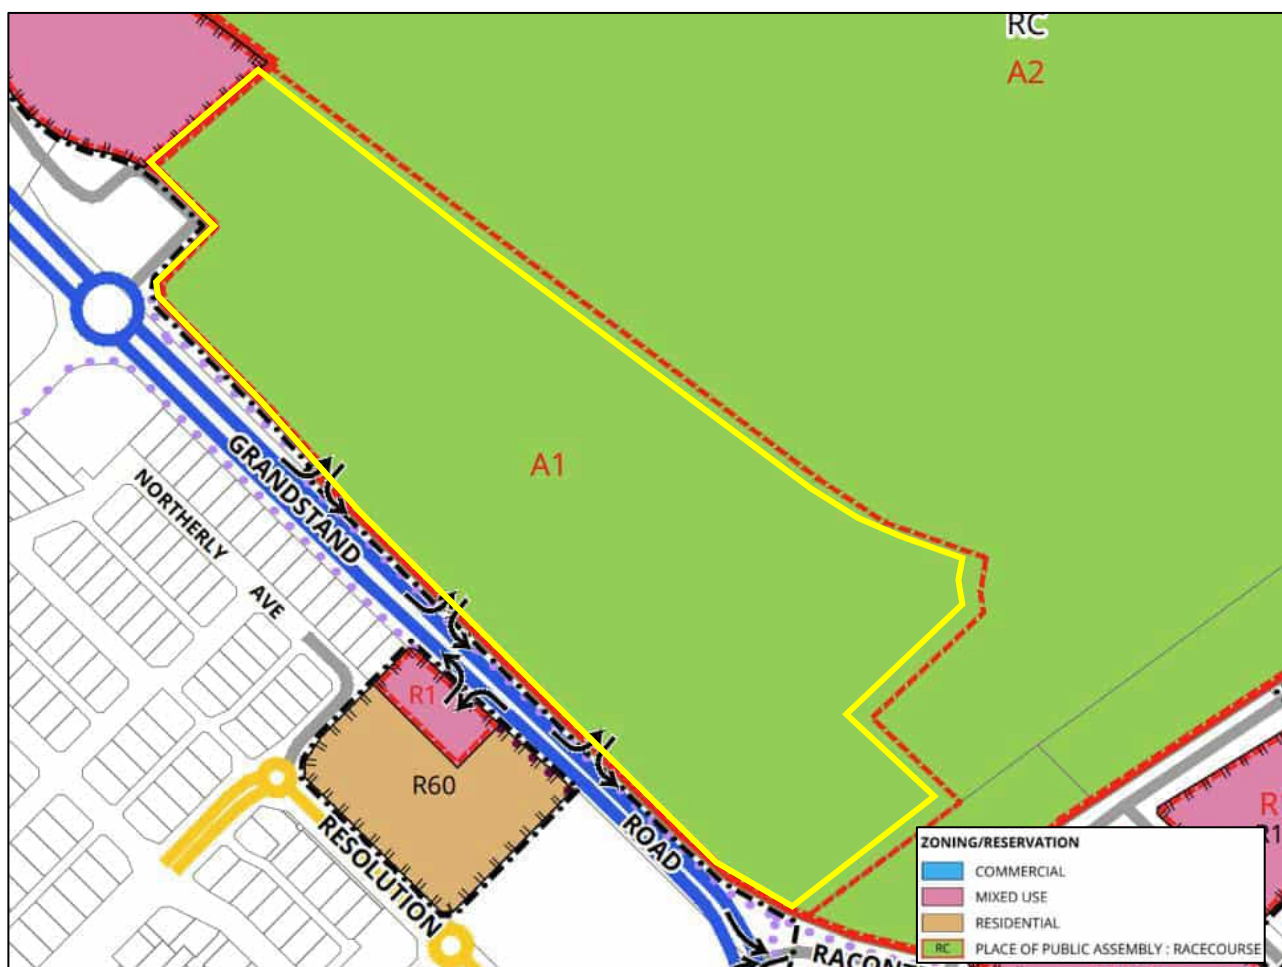 RC
A2
A1
GRANDSTAND
NORTHERLY
AVE
R1
R60
ROAD
RESOLUTION
ZONING/RESERVATION
COMMERCIAL
MIXED USE
RESIDENTIAL
RC PLACE OF PUBLIC ASSEMBLY : RACECOURSE